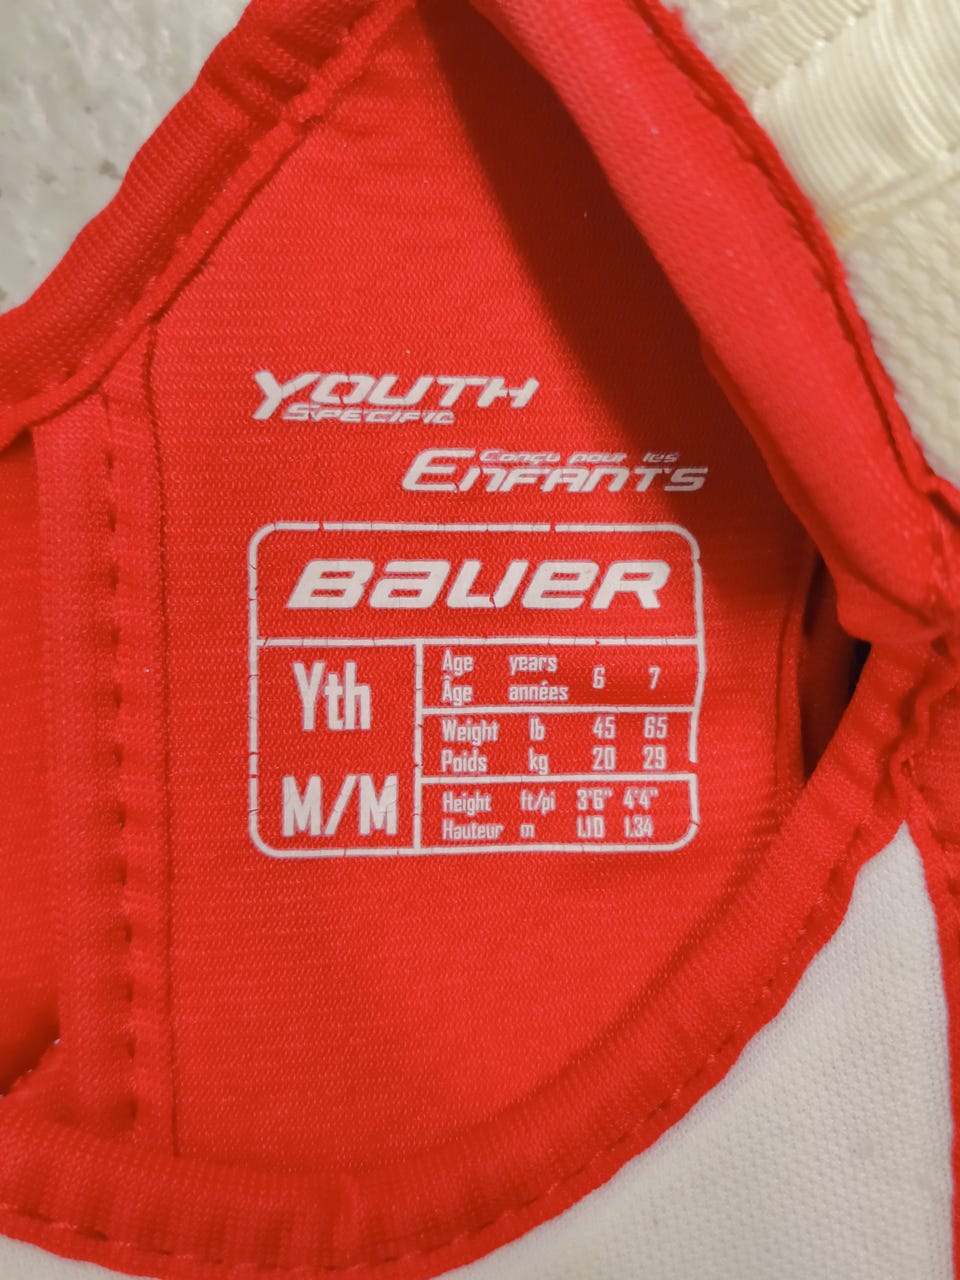 YOUTH
SPECIFIC
Conçu pour les
ENFANTS
BAUER
Yth
M/M
Age years 6 7
Âge années
Weight lb 45 65
Poids kg 20 29
Height ft/pi 3'6" 4'4"
Hauteur m 1.10 1.34